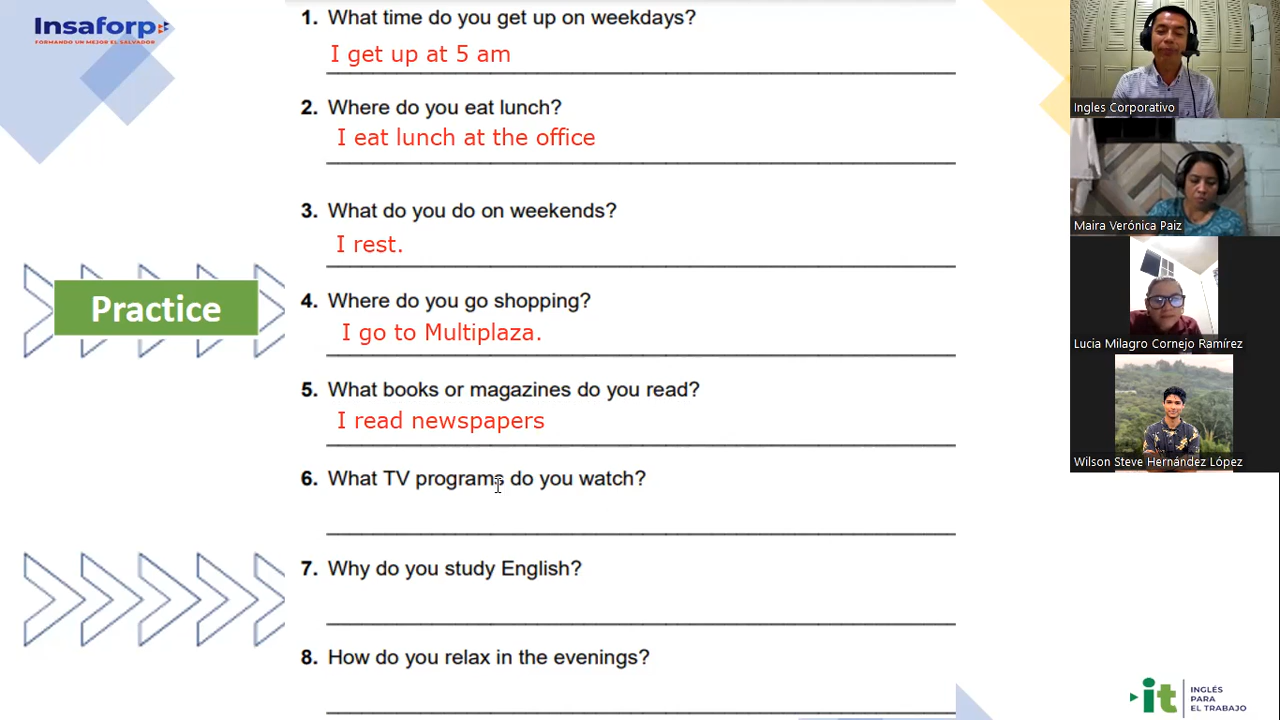 Insaforp
FORMANDO UN MEJOR EL SALVADOR
1. What time do you get up on weekdays?
I get up at 5 am
2. Where do you eat lunch?
I eat lunch at the office
3. What do you do on weekends?
I rest.
4. Where do you go shopping?
I go to Multiplaza.
5. What books or magazines do you read?
I read newspapers
6. What TV programs do you watch?
7. Why do you study English?
8. How do you relax in the evenings?
Practice
Ingles Corporativo
Maira Verónica Paiz
Lucia Milagro Cornejo Ramírez
Wilson Steve Hernández López
it
INGLÉS
PARA
EL TRABAJO